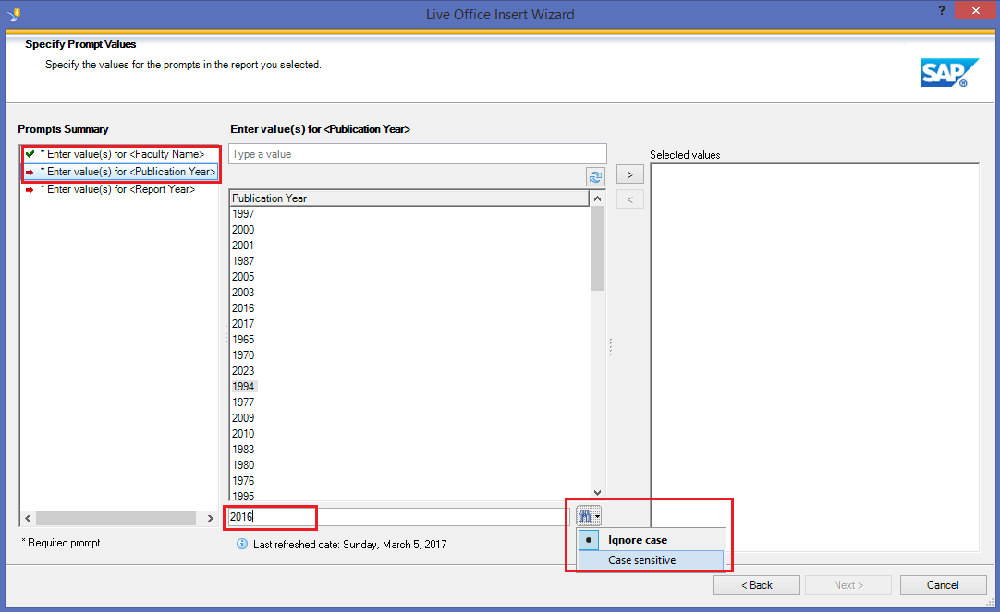 Live Office Insert Wizard
?
Specify Prompt Values
Specify the values for the prompts in the report you selected.
SAP®
Prompts Summary
* Enter value(s) for <Faculty Name>
* Enter value(s) for <Publication Year>
* Enter value(s) for <Report Year>
Enter value(s) for <Publication Year>
Type a value
Publication Year
1997
2000
2001
1987
2005
2003
2016
2017
1965
1970
2023
1994
1977
2009
2010
1983
1980
1976
1995
2016
>
<
Selected values
Ignore case
Case sensitive
* Required prompt
Last refreshed date: Sunday, March 5, 2017
< Back
Next >
Cancel